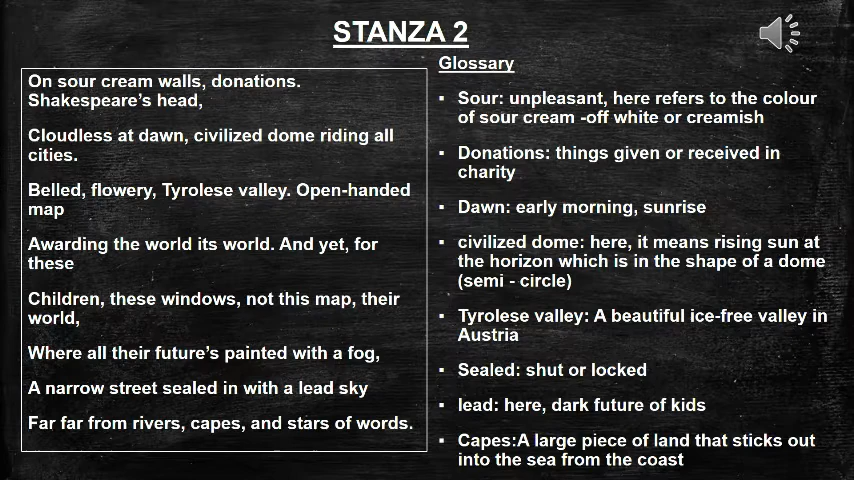 STANZA 2
On sour cream walls, donations.
Shakespeare's head,
Cloudless at dawn, civilized dome riding all
cities.
Belled, flowery, Tyrolese valley. Open-handed
map
Awarding the world its world. And yet, for
these
Children, these windows, not this map, their
world,
Where all their future's painted with a fog,
A narrow street sealed in with a lead sky
Far far from rivers, capes, and stars of words.
Glossary
▪ Sour: unpleasant, here refers to the colour
of sour cream -off white or creamish
▪ Donations: things given or received in
charity
▪ Dawn: early morning, sunrise
▪ civilized dome: here, it means rising sun at
the horizon which is in the shape of a dome
(semi - circle)
▪ Tyrolese valley: A beautiful ice-free valley in
Austria
▪ Sealed: shut or locked
▪ lead: here, dark future of kids
▪ Capes:A large piece of land that sticks out
into the sea from the coast